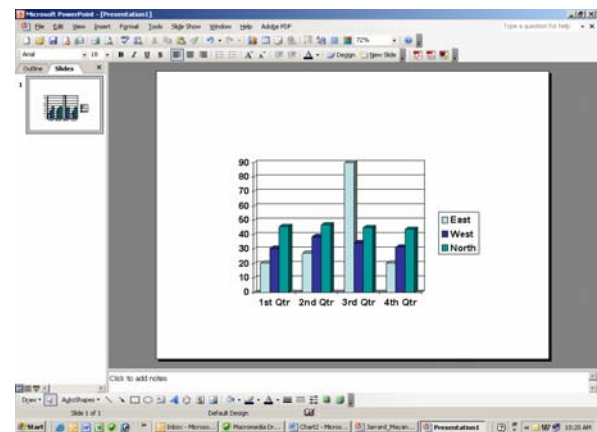 Microsoft PowerPoint - [Presentation1]
File Edit View Insert Format Tools Slide Show Window Help Adobe PDF
Type a question for help
72%
Arial 18 B I U S Design New Slide
Outline Slides
1
90
80
70
60
50
40
30
20
10
0
1st Qtr 2nd Qtr 3rd Qtr 4th Qtr
East
West
North
Click to add notes
Draw AutoShapes
Slide 1 of 1 Default Design
Start Inbox - Micros... Macromedia Dr... Chart2 - Micros... Presentation1 10:20 AM